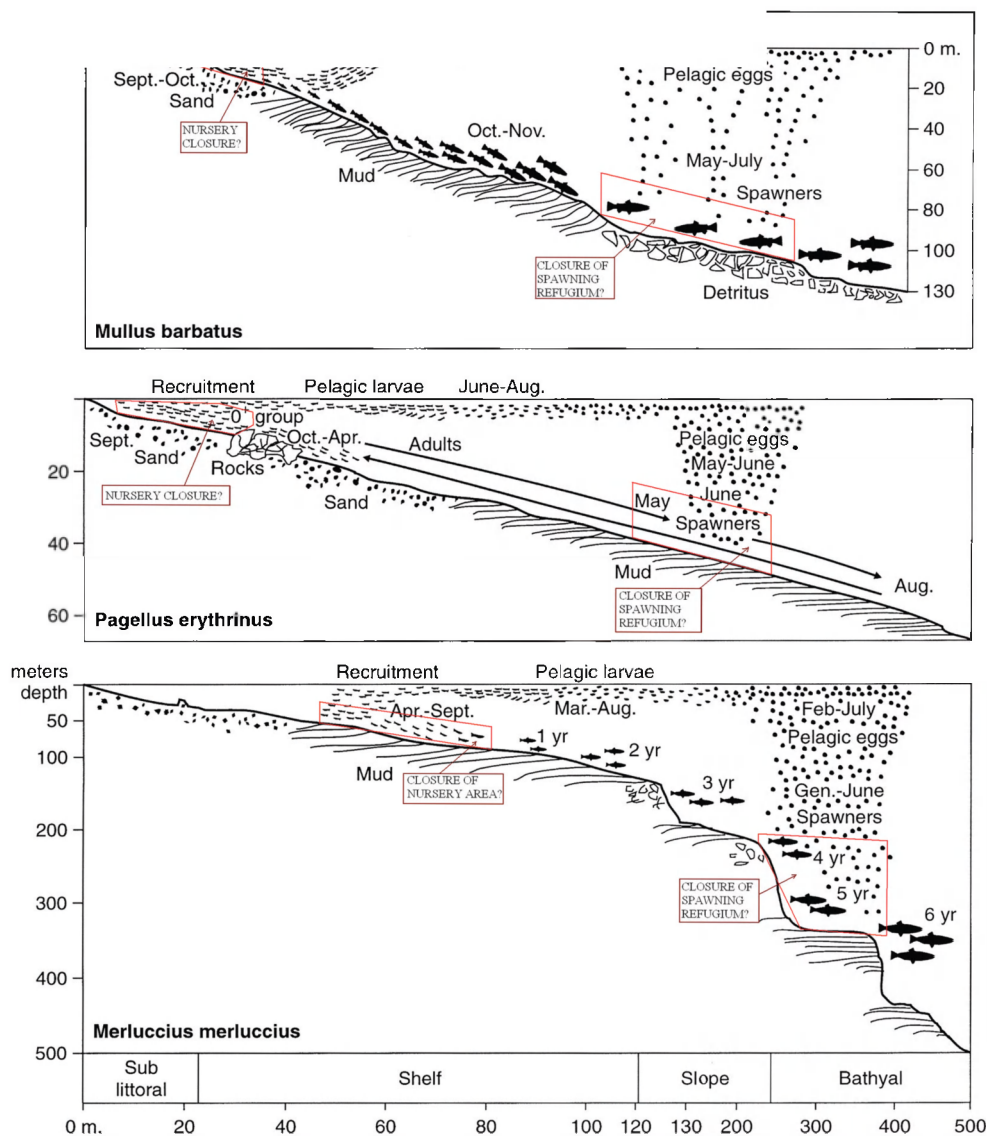 0 m.
Pelagic eggs
Sept.-Oct.
20
Sand
NURSERY
CLOSURE?
Oct.-Nov.
40
May-July
60
Mud
Spawners
80
100
CLOSURE OF
SPAWNING
REFUGIUM?
Detritus
130
Mullus barbatus
Recruitment Pelagic larvae June-Aug.
0+ group
Sept.
Oct-Apr.
Adults
Pelagic eggs
Sand
Rocks
May-June
20
NURSERY CLOSURE?
Sand
May
June
Spawners
40
Mud
Aug.
CLOSURE OF
SPAWNING
REFUGIUM?
60
Pagellus erythrinus
meters
depth
Recruitment Pelagic larvae
Apr.-Sept.
Mar.-Aug.
Feb-July
50
1 yr
Pelagic eggs
2 yr
100
Mud
CLOSURE OF
NURSERY AREA?
3 yr
Gen.-June
Spawners
200
4 yr
CLOSURE OF
SPAWNING
REFUGIUM?
5 yr
300
6 yr
400
Merluccius merluccius
500
Sub
littoral
Shelf
Slope
Bathyal
0 m. 20 40 60 80 100 120 130 200 300 400 500